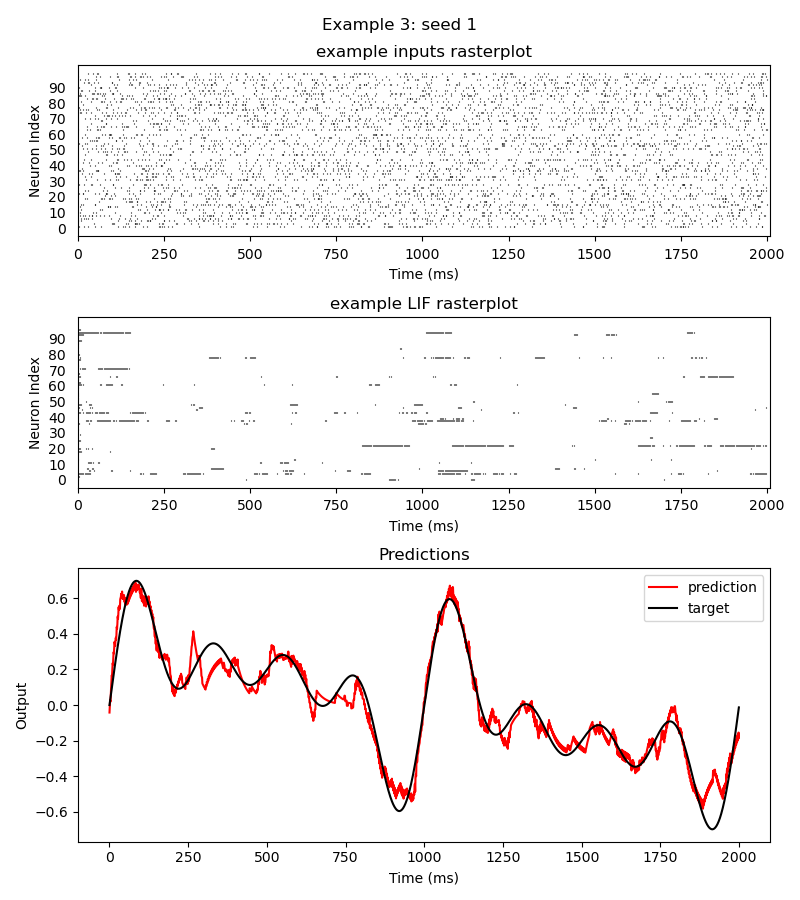 Example 3: seed 1
example inputs rasterplot
Neuron Index
90
80
70
60
50
40
30
20
10
0
0 250 500 750 1000 1250 1500 1750 2000
Time (ms)
example LIF rasterplot
Neuron Index
90
80
70
60
50
40
30
20
10
0
0 250 500 750 1000 1250 1500 1750 2000
Time (ms)
Predictions
prediction
target
Output
0.6
0.4
0.2
0.0
−0.2
−0.4
−0.6
0 250 500 750 1000 1250 1500 1750 2000
Time (ms)